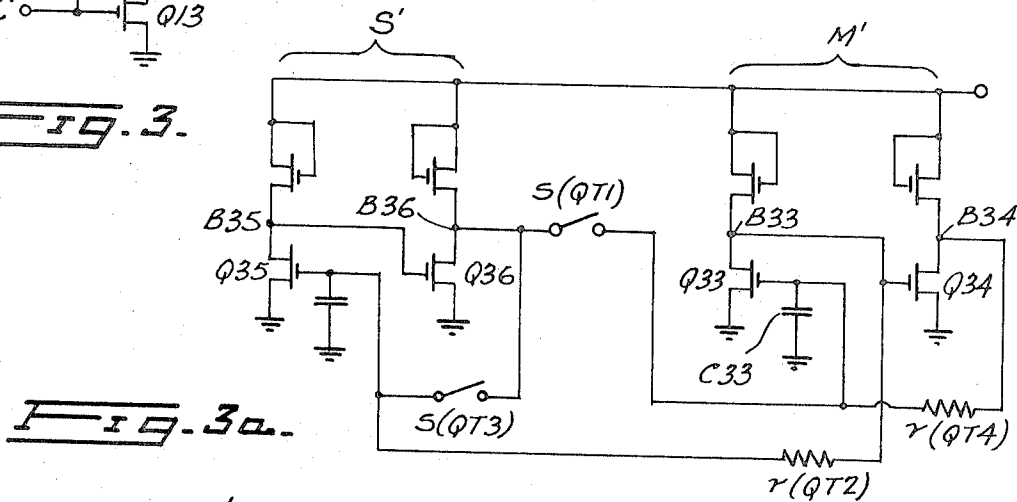 Q13
Fig. 3.
S'
M'
S(QT1)
B35
B36
B33
B34
Q35
Q36
Q33
Q34
C33
S(QT3)
r(QT4)
r(QT2)
Fig. 3a.